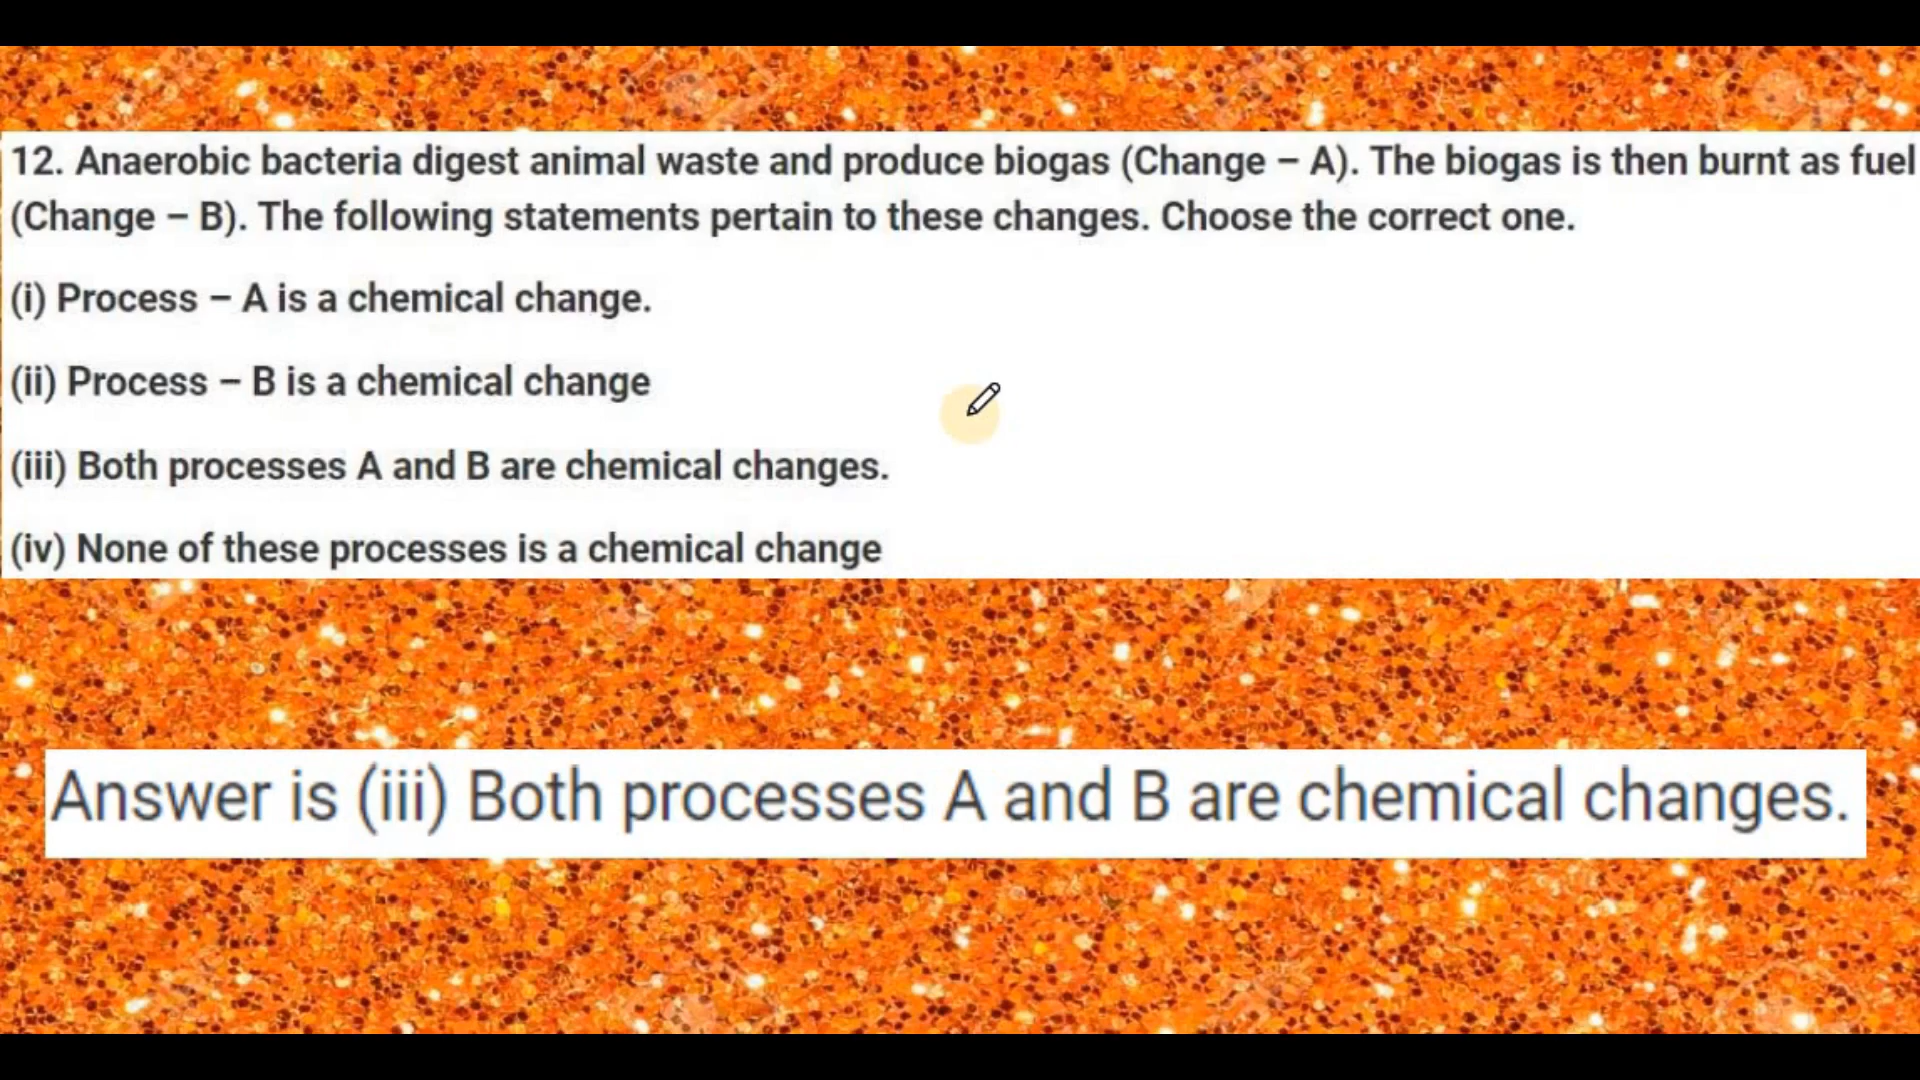 12. Anaerobic bacteria digest animal waste and produce biogas (Change – A). The biogas is then burnt as fuel
(Change – B). The following statements pertain to these changes. Choose the correct one.
(i) Process – A is a chemical change.
(ii) Process – B is a chemical change
(iii) Both processes A and B are chemical changes.
(iv) None of these processes is a chemical change
Answer is (iii) Both processes A and B are chemical changes.